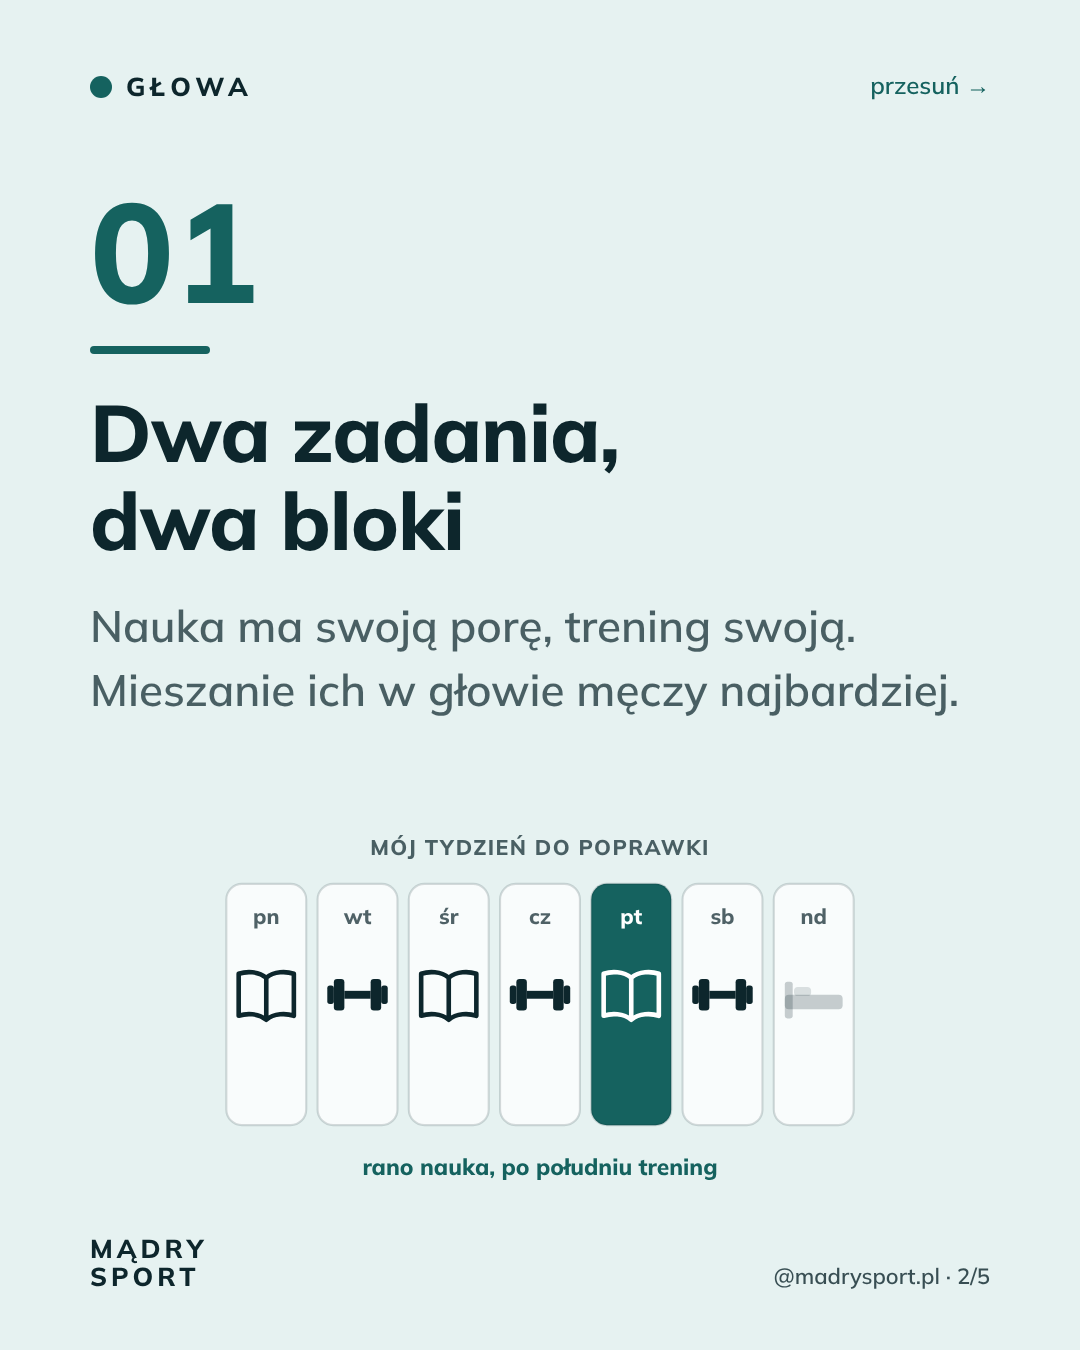 GŁOWA
przesuń →
01
Dwa zadania,
dwa bloki
Nauka ma swoją porę, trening swoją.
Mieszanie ich w głowie męczy najbardziej.
MÓJ TYDZIEŃ DO POPRAWKI
pn wt śr cz pt sb nd
rano nauka, po południu trening
MĄDRY
SPORT
@madrysport.pl · 2/5